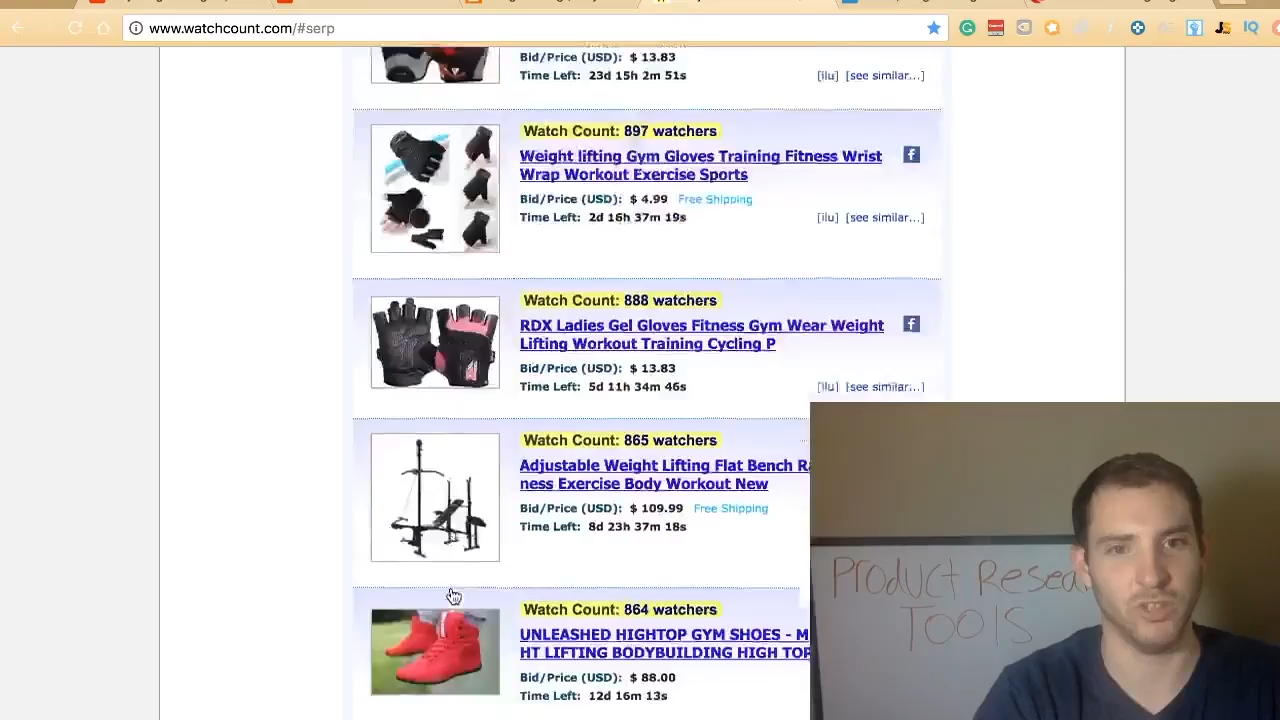 www.watchcount.com/#serp
IQ
Bid/Price (USD): $ 13.83
Time Left: 23d 15h 2m 51s
[ilu] [see similar...]
Watch Count: 897 watchers
Weight lifting Gym Gloves Training Fitness Wrist
Wrap Workout Exercise Sports
Bid/Price (USD): $ 4.99 Free Shipping
Time Left: 2d 16h 37m 19s
[ilu] [see similar...]
Watch Count: 888 watchers
RDX Ladies Gel Gloves Fitness Gym Wear Weight
Lifting Workout Training Cycling P
Bid/Price (USD): $ 13.83
Time Left: 5d 11h 34m 46s
[ilu] [see similar...]
Watch Count: 865 watchers
Adjustable Weight Lifting Flat Bench R
ness Exercise Body Workout New
Bid/Price (USD): $ 109.99 Free Shipping
Time Left: 8d 23h 37m 18s
Watch Count: 864 watchers
UNLEASHED HIGHTOP GYM SHOES - M
HT LIFTING BODYBUILDING HIGH TOP
Bid/Price (USD): $ 88.00
Time Left: 12d 16m 13s
Product Resea
Tools